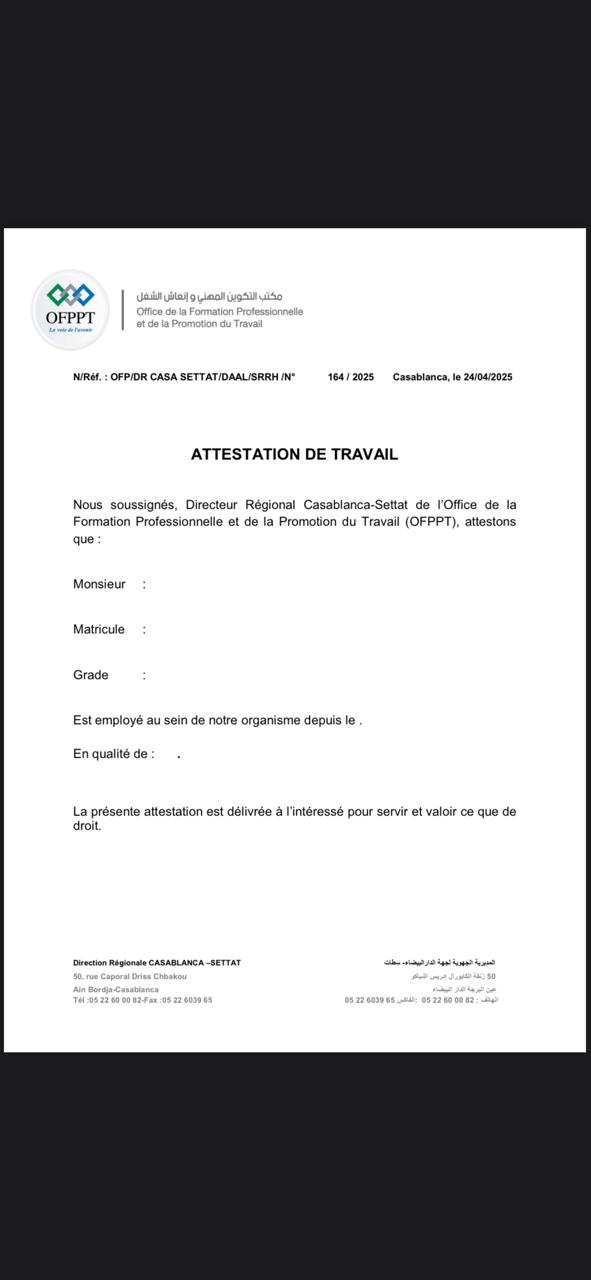 OFPPT
La voie de l'avenir
مكتب التكوين المهني و إنعاش الشغل
Office de la Formation Professionnelle
et de la Promotion du Travail
N/Réf. : OFP/DR CASA SETTAT/DAAL/SRRH /N° 164 / 2025 Casablanca, le 24/04/2025
ATTESTATION DE TRAVAIL
Nous soussignés, Directeur Régional Casablanca-Settat de l'Office de la
Formation Professionnelle et de la Promotion du Travail (OFPPT), attestons
que :
Monsieur :
Matricule :
Grade :
Est employé au sein de notre organisme depuis le .
En qualité de : .
La présente attestation est délivrée à l'intéressé pour servir et valoir ce que de
droit.
Direction Régionale CASABLANCA –SETTAT
50, rue Caporal Driss Chbakou
Ain Bordja-Casablanca
Tél :05 22 60 00 82-Fax :05 22 6039 65
المديرية الجهوية لجهة الدارالبيضاء- سطات
50 زنقة الكابورال إدريس اشباكو
عين البرجة الدار البيضاء
الهاتف : 82 00 60 22 05 الفاكس: 65 6039 22 05